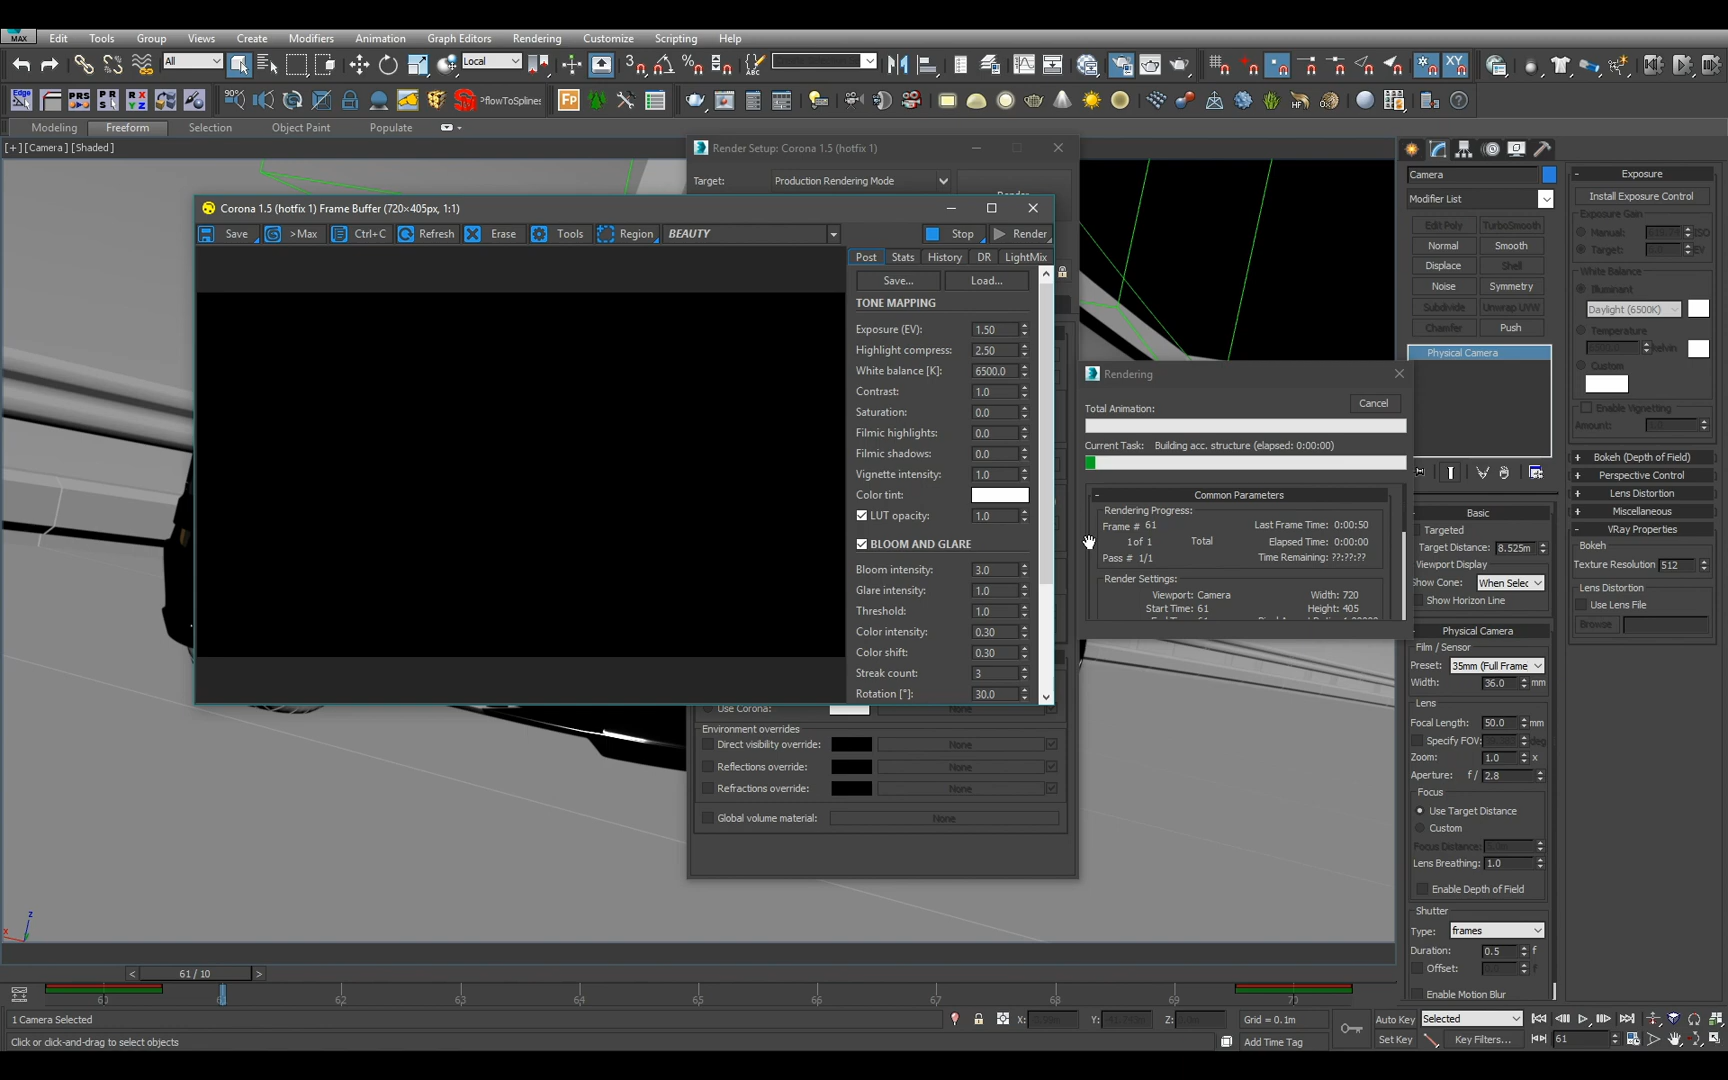 MAX Edit Tools Group Views Create Modifiers Animation Graph Editors Rendering Customize Scripting Help
All Local
PflowToSplines
Modeling Freeform Selection Object Paint Populate
[+] [Camera ] [Shaded ]
Render Setup: Corona 1.5 (hotfix 1)
Target: Production Rendering Mode
Corona 1.5 (hotfix 1) Frame Buffer (720×405px, 1:1)
Save >Max Ctrl+C Refresh Erase Tools Region BEAUTY Stop Render
Post Stats History DR LightMix
Save... Load...
TONE MAPPING
Exposure (EV): 1.50
Highlight compress: 2.50
White balance [K]: 6500.0
Contrast: 1.0
Saturation: 0.0
Filmic highlights: 0.0
Filmic shadows: 0.0
Vignette intensity: 1.0
Color tint:
LUT opacity: 1.0
BLOOM AND GLARE
Bloom intensity: 3.0
Glare intensity: 1.0
Threshold: 1.0
Color intensity: 0.30
Color shift: 0.30
Streak count: 3
Rotation [°]: 30.0
Use Corona: None
Environment overrides
Direct visibility override: None
Reflections override: None
Refractions override: None
Global volume material: None
Rendering
Total Animation: Cancel
Current Task: Building acc. structure (elapsed: 0:00:00)
Common Parameters
Rendering Progress:
Frame # 61 Last Frame Time: 0:00:50
1 of 1 Total Elapsed Time: 0:00:00
Pass # 1/1 Time Remaining: ??:??:??
Render Settings:
Viewport: Camera Width: 720
Start Time: 61 Height: 405
Camera
Modifier List
Edit Poly TurboSmooth
Normal Smooth
Displace Shell
Noise Symmetry
Subdivide Unwrap UVW
Chamfer Push
Physical Camera
Basic
Targeted
Target Distance: 8.525m
Viewport Display
Show Cone: When Selec
Show Horizon Line
Physical Camera
Film / Sensor
Preset: 35mm (Full Frame
Width: 36.0 mm
Lens
Focal Length: 50.0 mm
Specify FOV: deg
Zoom: 1.0 x
Aperture: f / 2.8
Focus
Use Target Distance
Custom
Focus Distance:
Lens Breathing: 1.0
Enable Depth of Field
Shutter
Type: frames
Duration: 0.5 f
Offset: f
Enable Motion Blur
Exposure
Install Exposure Control
Exposure Gain
Manual: ISO
Target: EV
White Balance
Illuminant
Daylight (6500K)
Temperature
Kelvin
Custom
Enable Vignetting
Amount:
Bokeh (Depth of Field)
Perspective Control
Lens Distortion
Miscellaneous
VRay Properties
Bokeh
Texture Resolution 512
Lens Distortion
Use Lens File
Browse
z
x
< 61 / 10 >
60 61 62 63 64 65 66 67 68 69 70
1 Camera Selected X: Y: Z: Grid = 0.1m Auto Key Selected
Click or click-and-drag to select objects Add Time Tag Set Key Key Filters... 61